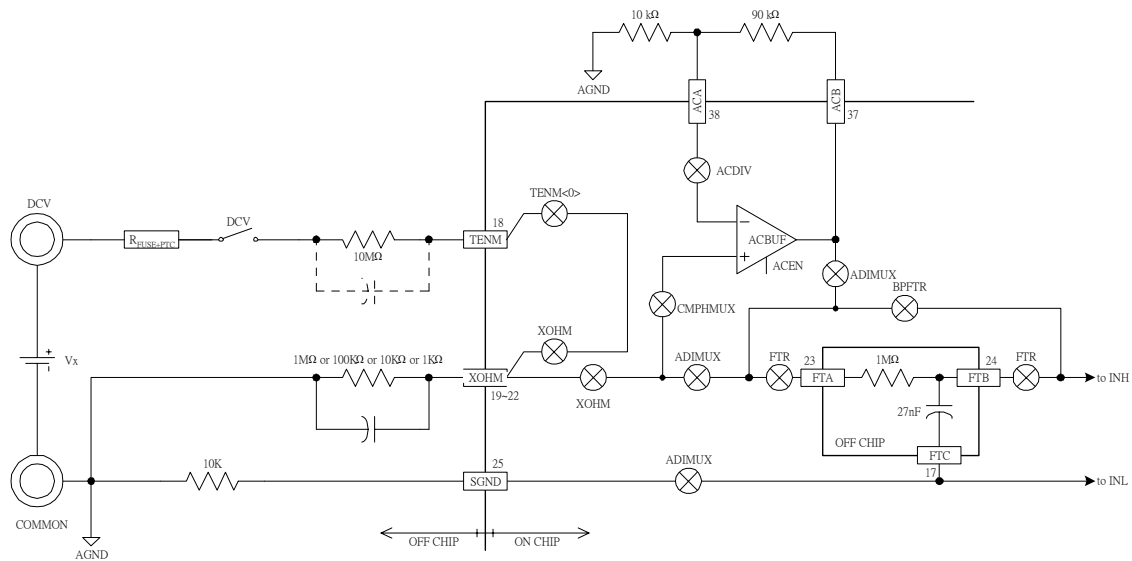 10 kΩ
90 kΩ
AGND
ACA
38
ACB
37
ACDIV
DCV
DCV
RFUSE+PTC
10MΩ
18
TENM
TENM<0>
ACBUF
−
+
ACEN
ADIMUX
BPFTR
CMPHMUX
Vx
+
-
1MΩ or 100KΩ or 10KΩ or 1KΩ
XOHM
XOHM
19~22
XOHM
ADIMUX
FTR
23
FTA
1MΩ
24
FTB
FTR
to INH
27nF
OFF CHIP
FTC
17
10K
25
SGND
ADIMUX
to INL
COMMON
AGND
OFF CHIP
ON CHIP